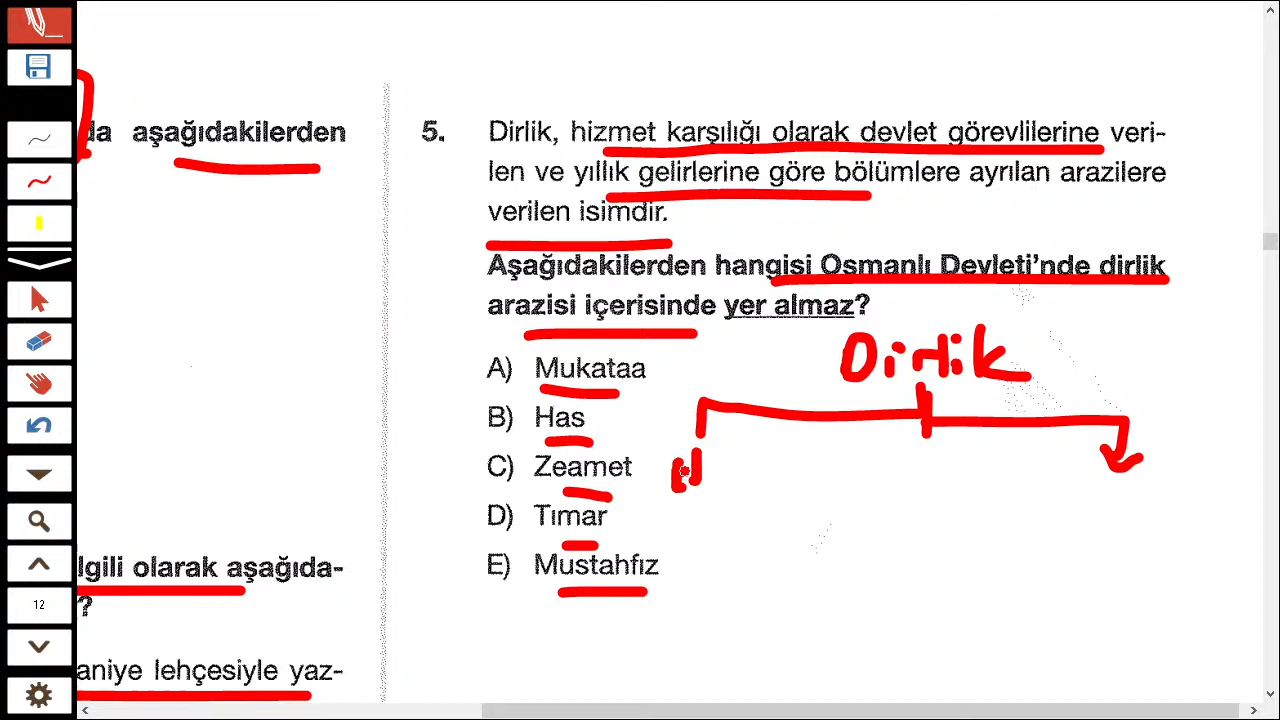 da aşağıdakilerden
lgili olarak aşağıda-
?
aniye lehçesiyle yaz-
5. Dirlik, hizmet karşılığı olarak devlet görevlilerine veri-
len ve yıllık gelirlerine göre bölümlere ayrılan arazilere
verilen isimdir.
Aşağıdakilerden hangisi Osmanlı Devleti'nde dirlik
arazisi içerisinde yer almaz?
A) Mukataa
B) Has
C) Zeamet
D) Tımar
E) Mustahfız
Dirlik
12